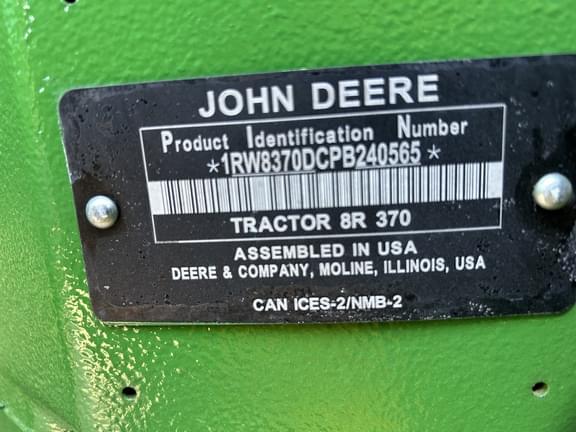 JOHN DEERE
Product Identification Number
*1RW8370DCPB240565*
TRACTOR 8R 370
ASSEMBLED IN USA
DEERE & COMPANY, MOLINE, ILLINOIS, USA
CAN ICES-2/NMB-2